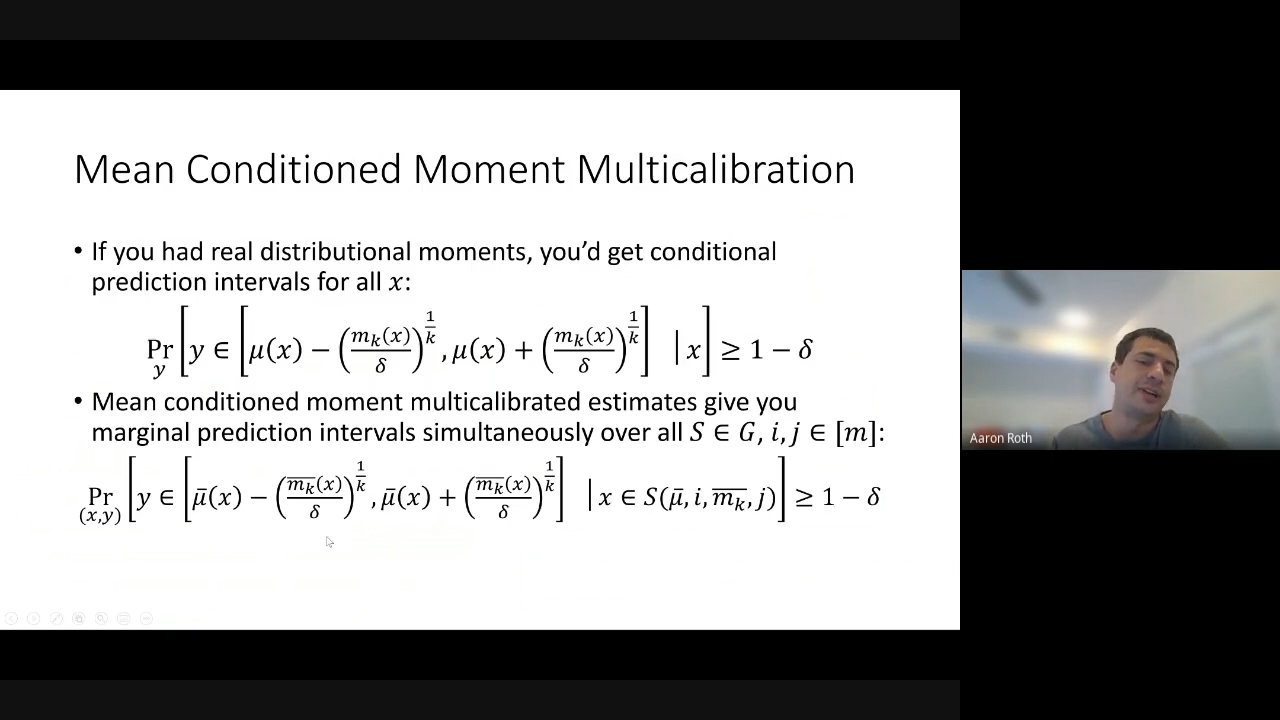 Mean Conditioned Moment Multicalibration
• If you had real distributional moments, you’d get conditional
prediction intervals for all 𝑥:
Pr_y [ y ∈ [ μ(x) − (m_k(x)/δ)^{1/k}, μ(x) + (m_k(x)/δ)^{1/k} ] | x ] ≥ 1 − δ
• Mean conditioned moment multicalibrated estimates give you
marginal prediction intervals simultaneously over all S ∈ G, i, j ∈ [m]:
Pr_{(x,y)} [ y ∈ [ μ̄(x) − (m̅_k̅(x)/δ)^{1/k}, μ̄(x) + (m̅_k̅(x)/δ)^{1/k} ] | x ∈ S(μ̄, i, m̅_k̅, j) ] ≥ 1 − δ
Aaron Roth